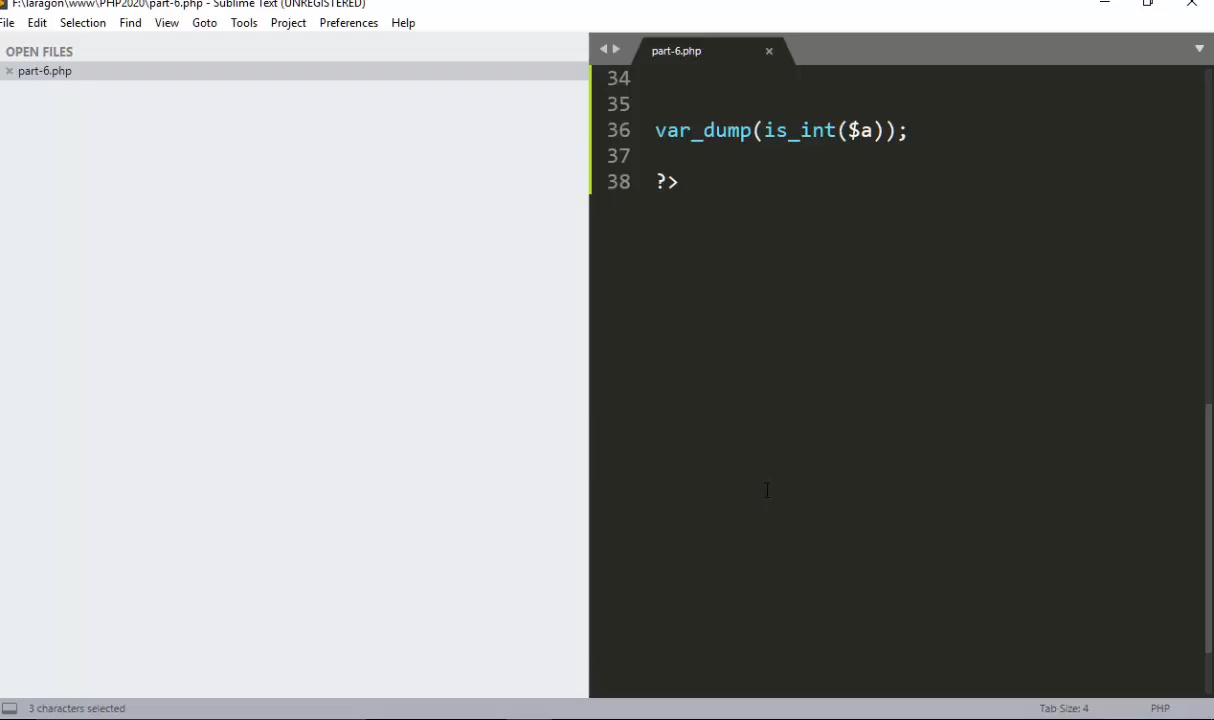 F:\laragon\www\PHP2020\part-6.php - Sublime Text (UNREGISTERED)
File Edit Selection Find View Goto Tools Project Preferences Help
OPEN FILES
part-6.php
part-6.php
34
35
36 var_dump(is_int($a));
37
38 ?>
3 characters selected
Tab Size: 4
PHP